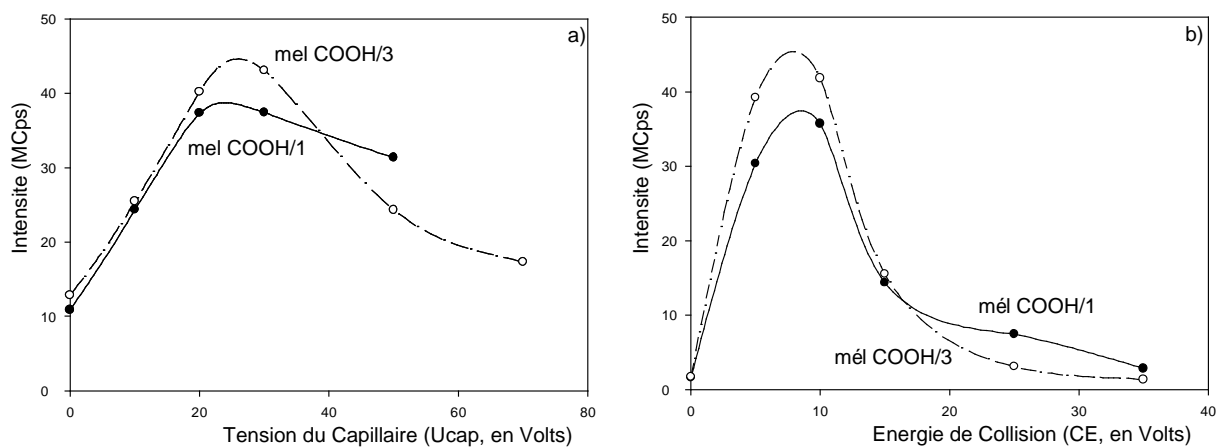 a)
mel COOH/3
mel COOH/1
Intensite (MCps)
50
40
30
20
10
0
0 20 40 60 80
Tension du Capillaire (Ucap, en Volts)
b)
mél COOH/1
mél COOH/3
Intensite (MCps)
50
40
30
20
10
0
0 10 20 30 40
Energie de Collision (CE, en Volts)